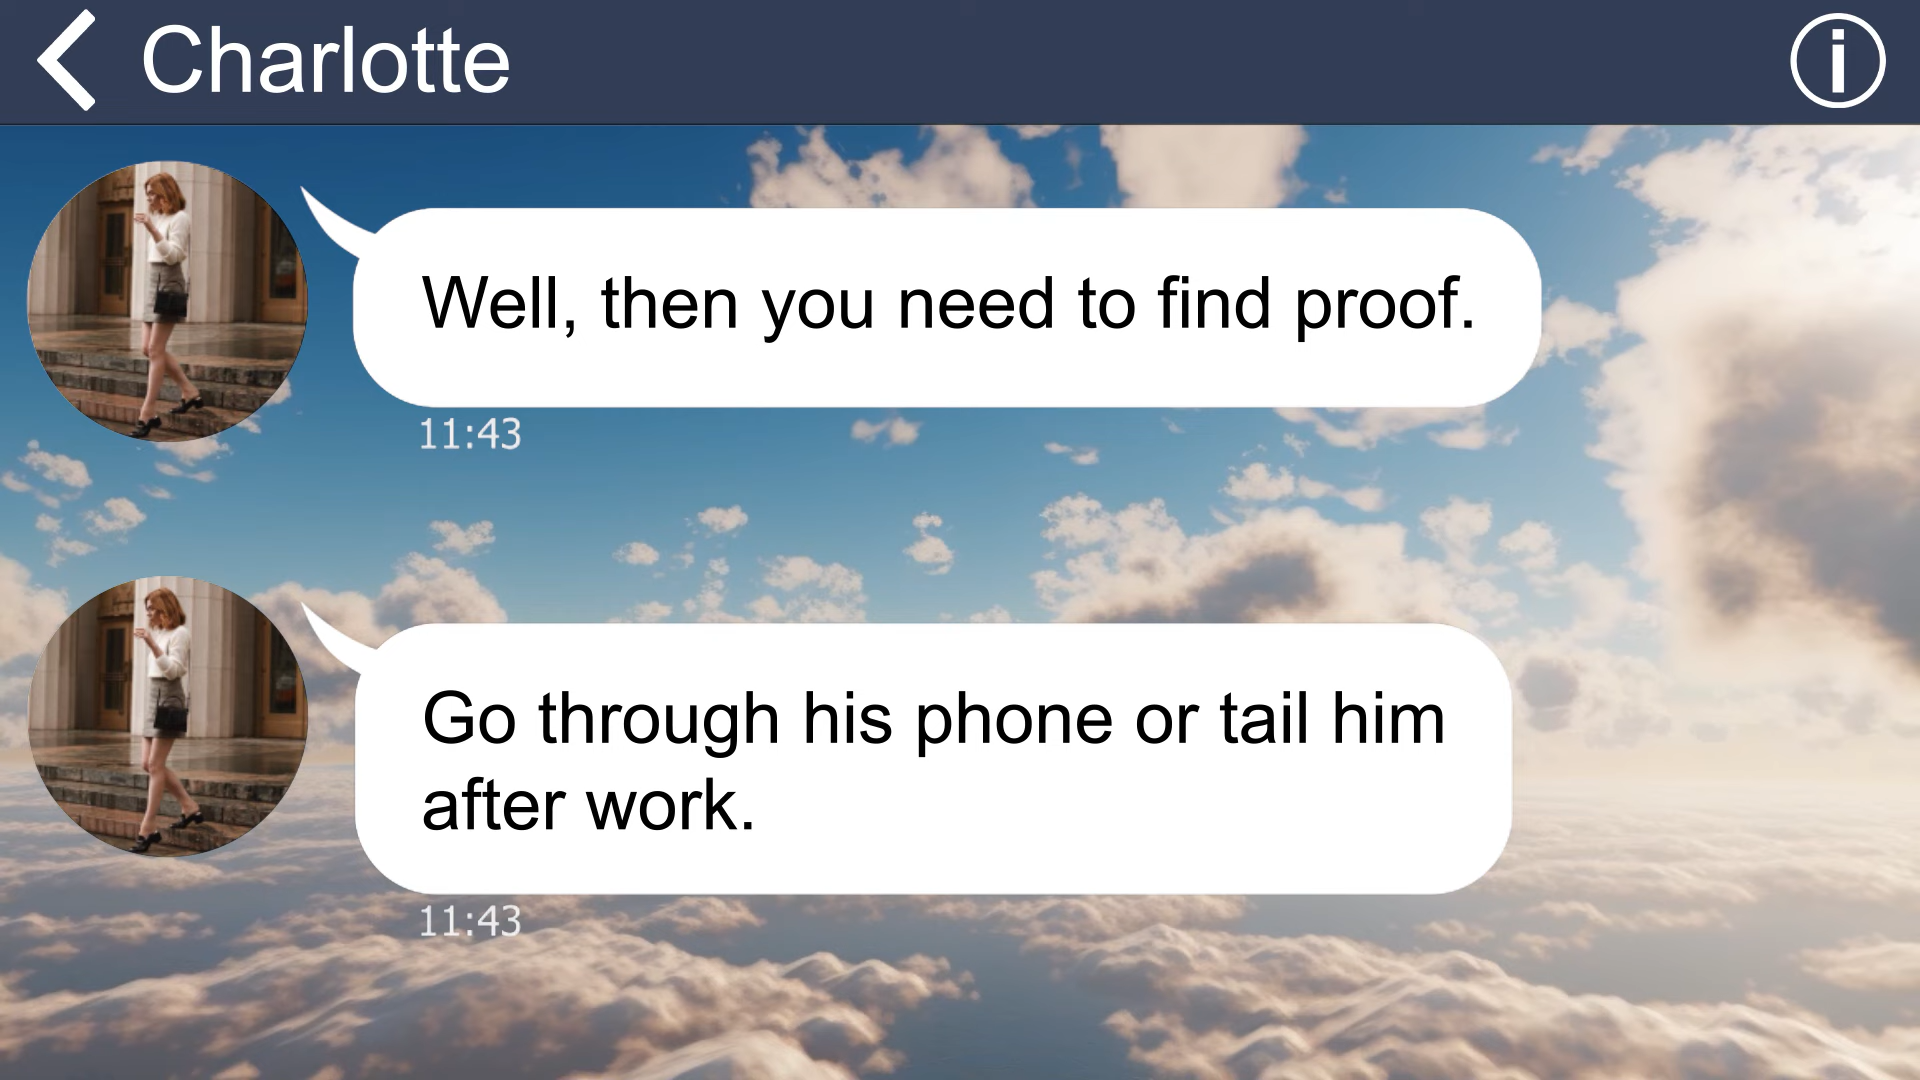 Charlotte
Well, then you need to find proof.
11:43
Go through his phone or tail him
after work.
11:43